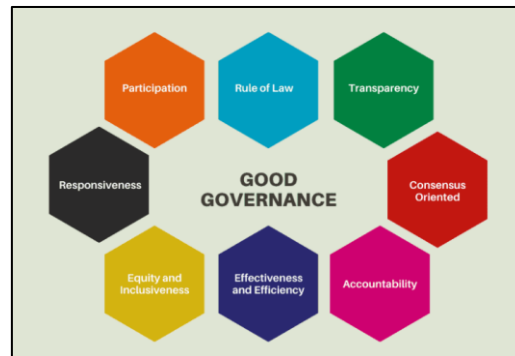 Participation
Rule of Law
Transparency
Responsiveness
GOOD
GOVERNANCE
Consensus
Oriented
Equity and
Inclusiveness
Effectiveness
and Efficiency
Accountability